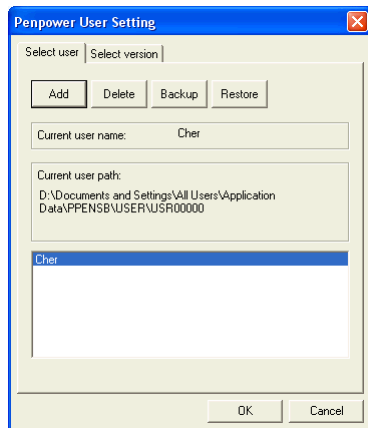 Penpower User Setting
Select user Select version
Add Delete Backup Restore
Current user name: Cher
Current user path:
D:\Documents and Settings\All Users\Application
Data\PPENSB\USER\USR00000
Cher
OK Cancel